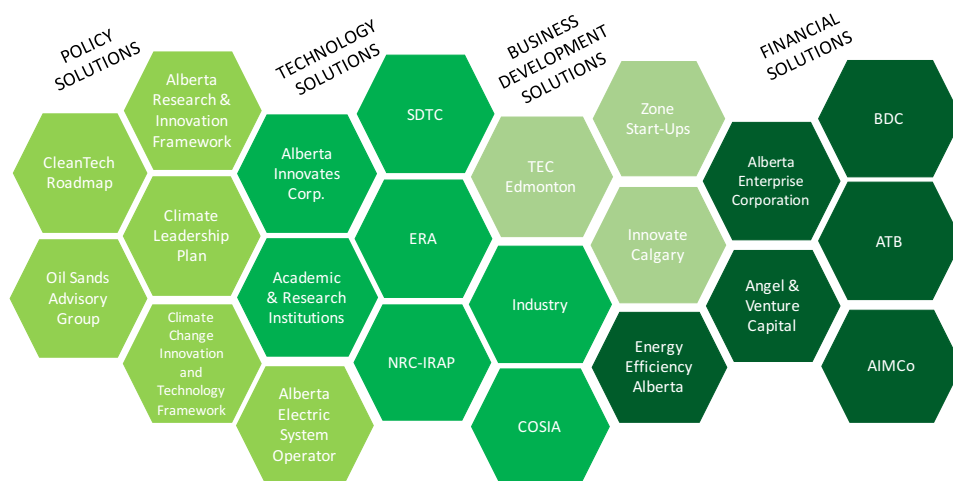 POLICY
SOLUTIONS
TECHNOLOGY
SOLUTIONS
BUSINESS
DEVELOPMENT
SOLUTIONS
FINANCIAL
SOLUTIONS
CleanTech
Roadmap
Oil Sands
Advisory
Group
Alberta
Research &
Innovation
Framework
Climate
Leadership
Plan
Climate
Change
Innovation
and
Technology
Framework
Alberta
Innovates
Corp.
Academic
& Research
Institutions
Alberta
Electric
System
Operator
SDTC
ERA
NRC-IRAP
TEC
Edmonton
Industry
COSIA
Zone
Start-Ups
Innovate
Calgary
Energy
Efficiency
Alberta
Alberta
Enterprise
Corporation
Angel &
Venture
Capital
BDC
ATB
AIMCo